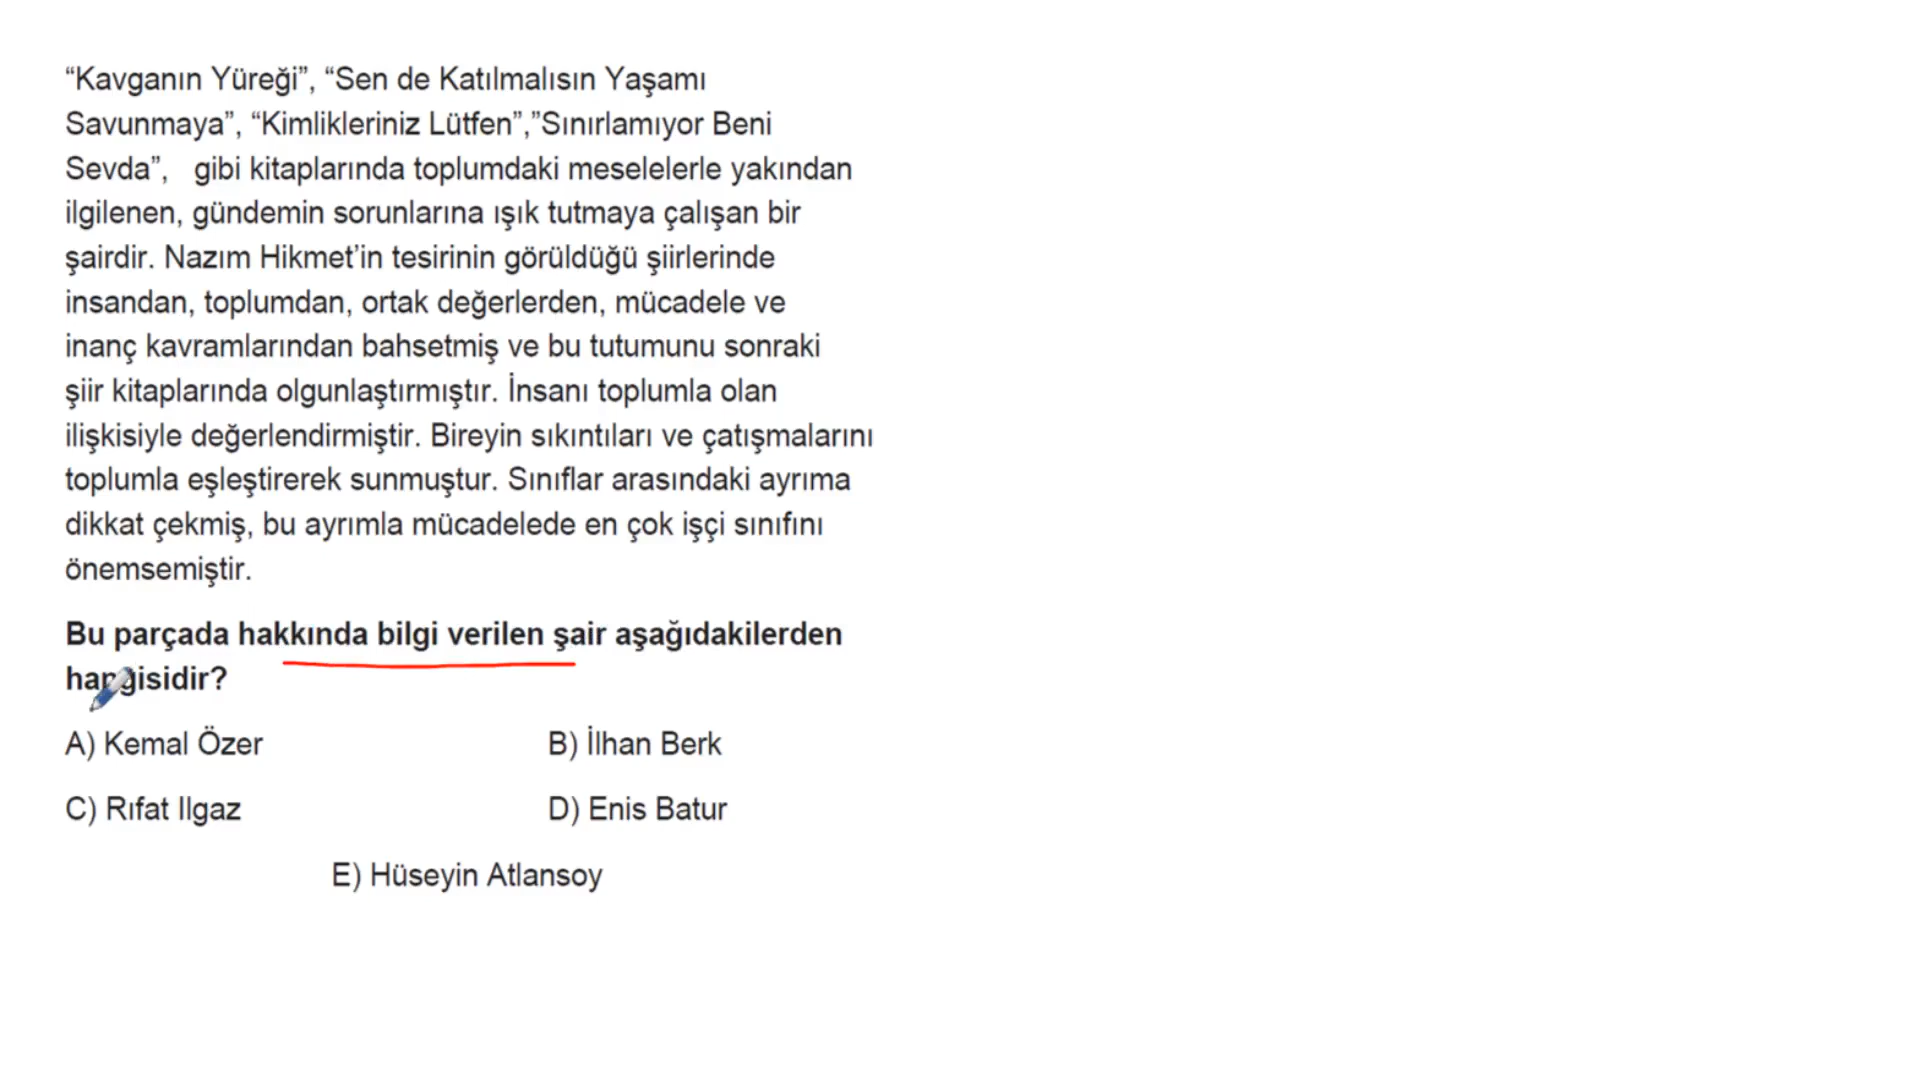 “Kavganın Yüreği”, “Sen de Katılmalısın Yaşamı
Savunmaya”, “Kimlikleriniz Lütfen”,”Sınırlamıyor Beni
Sevda”, gibi kitaplarında toplumdaki meselelerle yakından
ilgilenen, gündemin sorunlarına ışık tutmaya çalışan bir
şairdir. Nazım Hikmet’in tesirinin görüldüğü şiirlerinde
insandan, toplumdan, ortak değerlerden, mücadele ve
inanç kavramlarından bahsetmiş ve bu tutumunu sonraki
şiir kitaplarında olgunlaştırmıştır. İnsanı toplumla olan
ilişkisiyle değerlendirmiştir. Bireyin sıkıntıları ve çatışmalarını
toplumla eşleştirerek sunmuştur. Sınıflar arasındaki ayrıma
dikkat çekmiş, bu ayrımla mücadelede en çok işçi sınıfını
önemsemiştir.
Bu parçada hakkında bilgi verilen şair aşağıdakilerden
hangisidir?
A) Kemal Özer
B) İlhan Berk
C) Rıfat Ilgaz
D) Enis Batur
E) Hüseyin Atlansoy